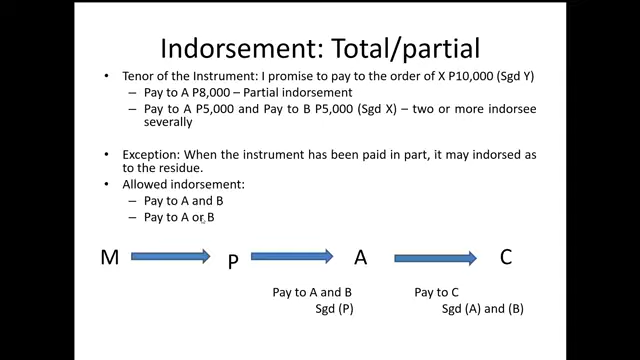 Indorsement: Total/partial
• Tenor of the Instrument: I promise to pay to the order of X P10,000 (Sgd Y)
– Pay to A P8,000 – Partial indorsement
– Pay to A P5,000 and Pay to B P5,000 (Sgd X) – two or more indorsee
severally
• Exception: When the instrument has been paid in part, it may indorsed as
to the residue.
• Allowed indorsement:
– Pay to A and B
– Pay to A or B
M P A C
Pay to A and B Pay to C
Sgd (P) Sgd (A) and (B)